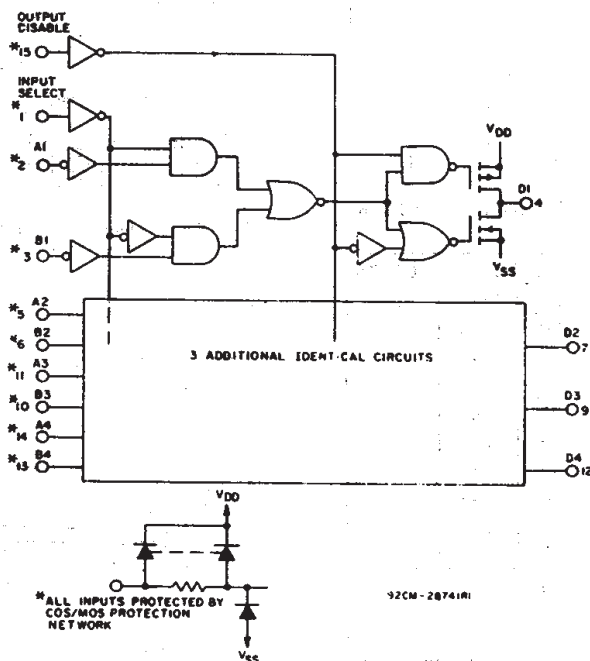 OUTPUT
CISABLE
*15
INPUT
SELECT
*1
A1
*2
VDD
D1
4
B1
*3
VSS
A2
*5
B2
*6
3 ADDITIONAL IDENT-CAL CIRCUITS
D2
7
A3
*11
B3
*10
D3
9
A4
*14
B4
*13
D4
12
VDD
*ALL INPUTS PROTECTED BY
COS/MOS PROTECTION
NETWORK
92CM-28741R1
VSS